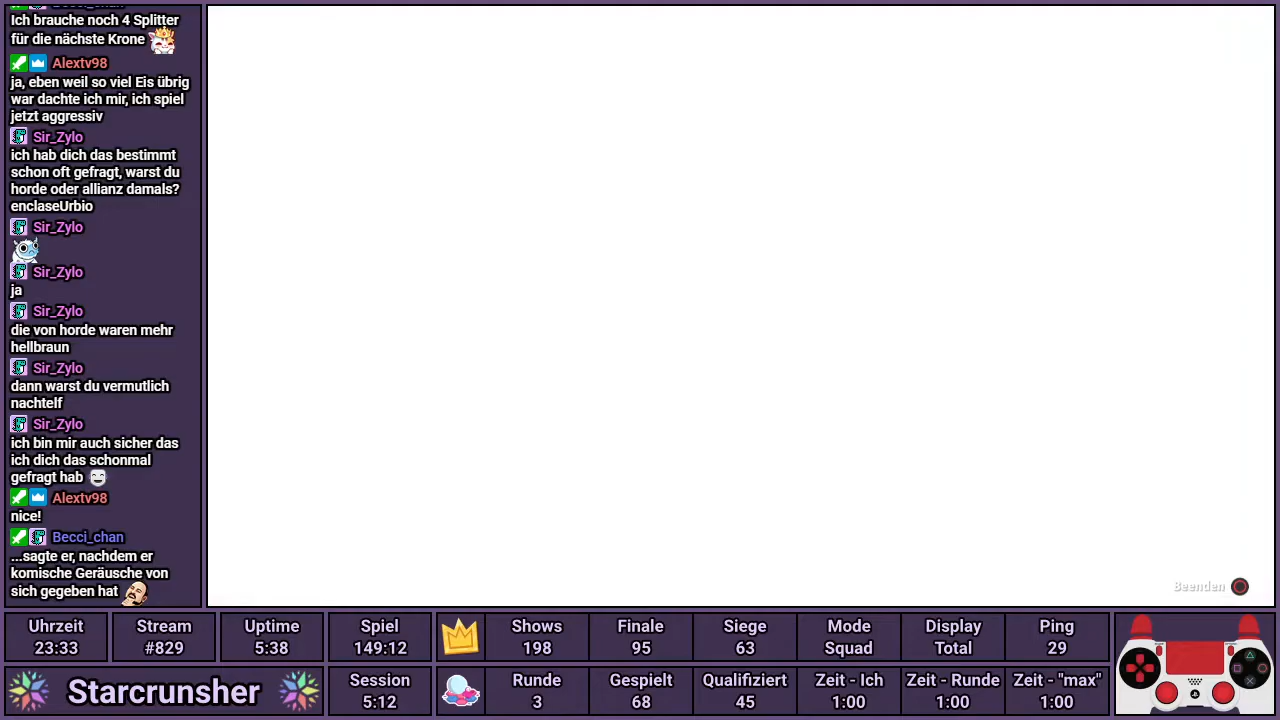 Ich brauche noch 4 Splitter
für die nächste Krone
Alextv98
ja, eben weil so viel Eis übrig
war dachte ich mir, ich spiel
jetzt aggressiv
Sir_Zylo
ich hab dich das bestimmt
schon oft gefragt, warst du
horde oder allianz damals?
enclaseUrbio
Sir_Zylo
Sir_Zylo
ja
Sir_Zylo
die von horde waren mehr
hellbraun
Sir_Zylo
dann warst du vermutlich
nachtelf
Sir_Zylo
ich bin mir auch sicher das
ich dich das schonmal
gefragt hab
Alextv98
nice!
Becci_chan
...sagte er, nachdem er
komische Geräusche von
sich gegeben hat
Beenden
Uhrzeit
23:33
Stream
#829
Uptime
5:38
Spiel
149:12
Shows
198
Finale
95
Siege
63
Mode
Squad
Display
Total
Ping
29
Starcrunsher
Session
5:12
Runde
3
Gespielt
68
Qualifiziert
45
Zeit - Ich
1:00
Zeit - Runde
1:00
Zeit - "max"
1:00